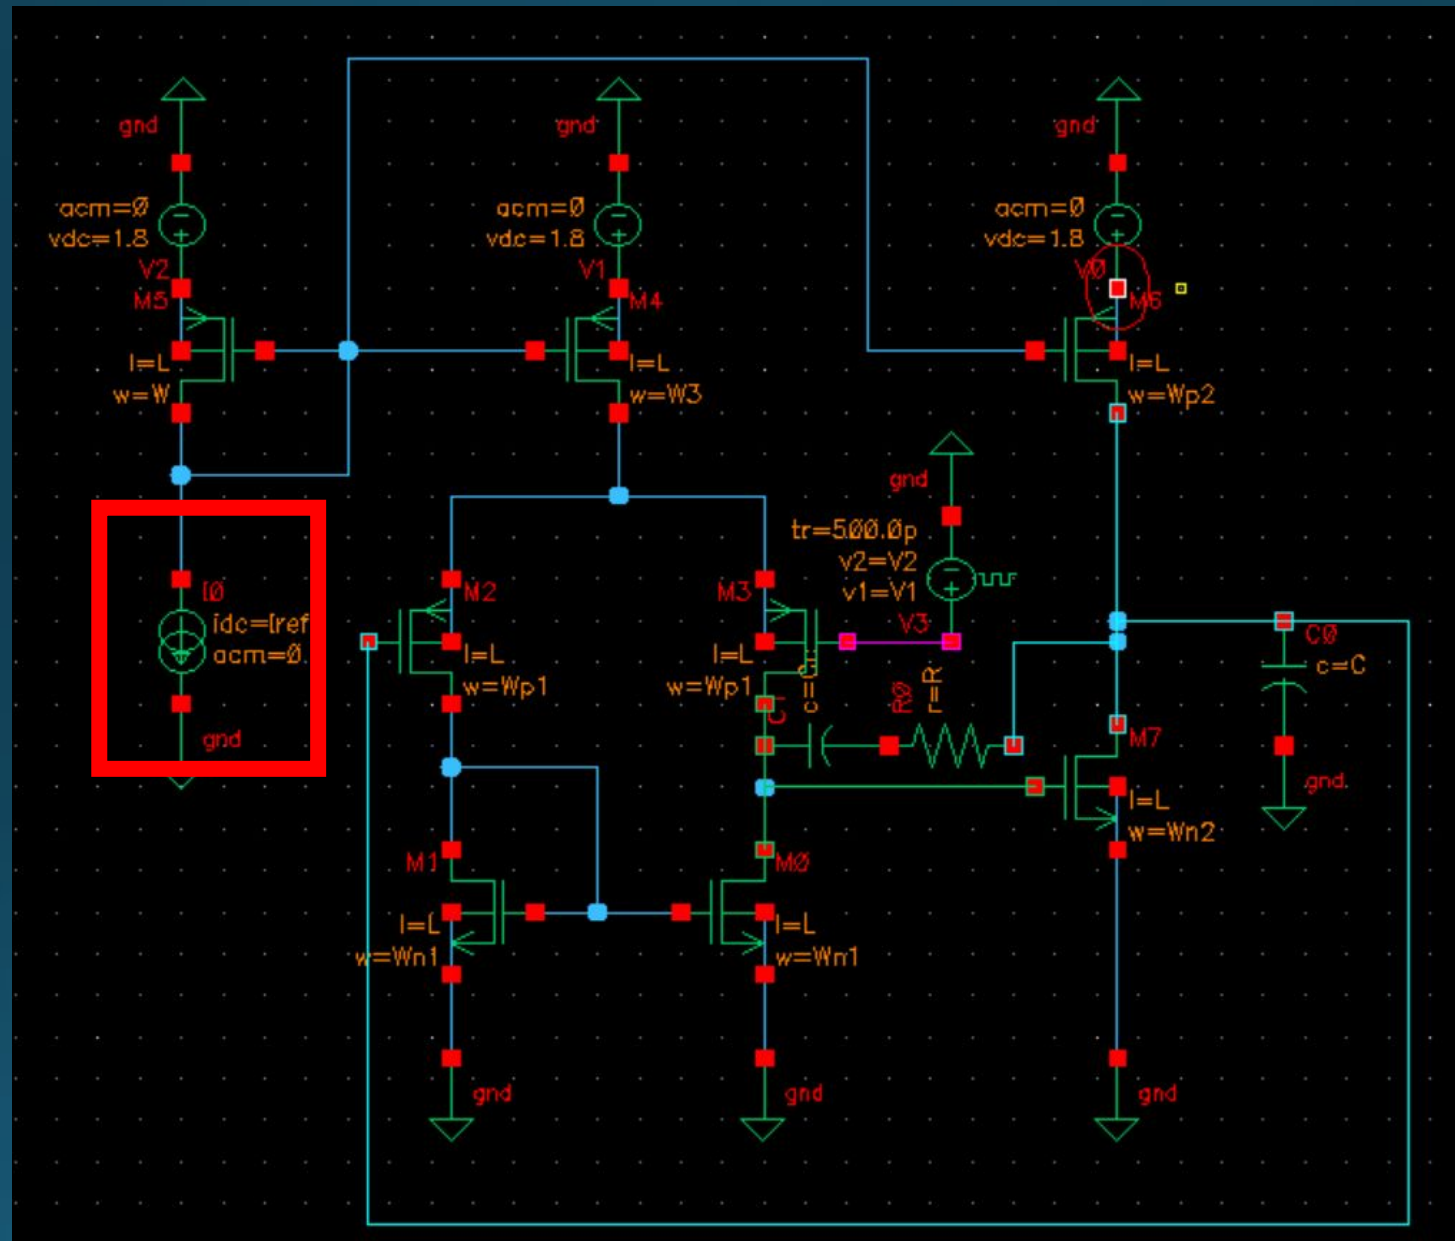 gnd
gnd
gnd
acm=0
vdc=1.8
acm=0
vdc=1.8
acm=0
vdc=1.8
V2
V1
V0
M5
M4
M6
l=L
w=W
l=L
w=W3
l=L
w=Wp2
gnd
tr=500.0p
v2=V2
v1=V1
V3
I0
idc=Iref
acm=0
gnd
M2
l=L
w=Wp1
M3
l=L
w=Wp1
C1
R0
r=R
C0
c=C
gnd
M7
l=L
w=Wn2
M1
l=L
w=Wn1
M0
l=L
w=Wn1
gnd
gnd
gnd